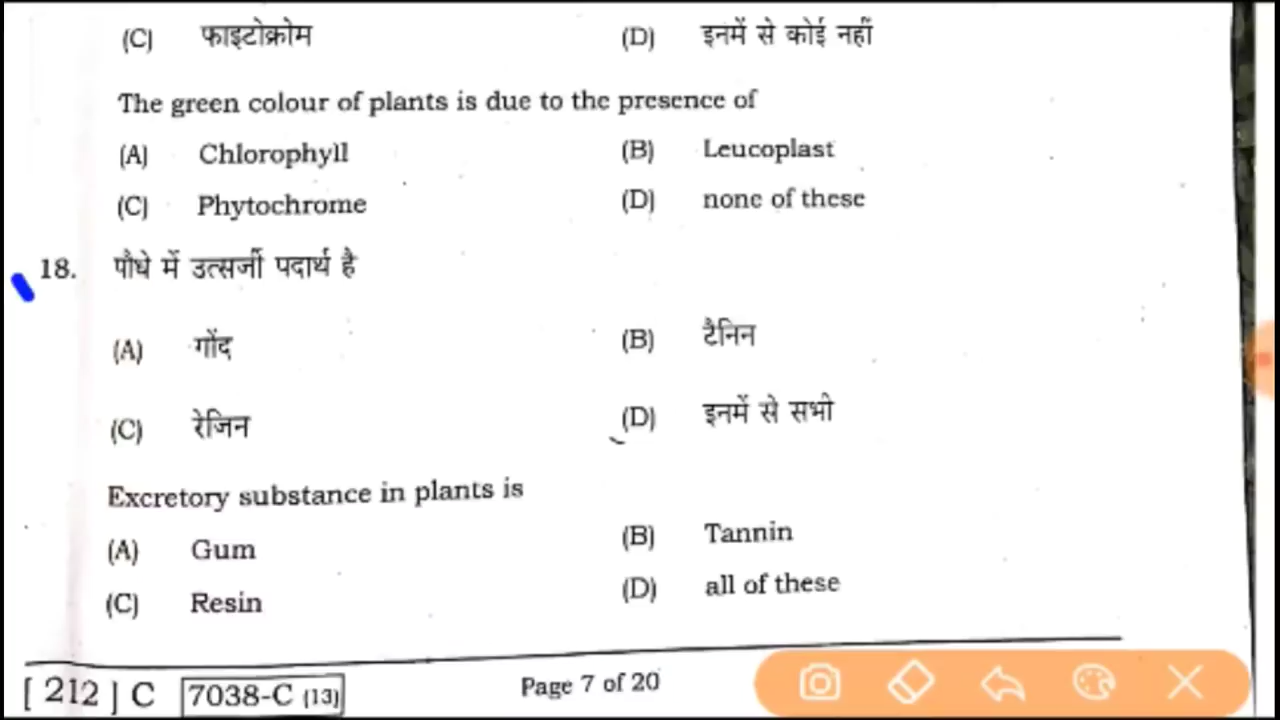 (C) फाइटोक्रोम (D) इनमें से कोई नहीं
The green colour of plants is due to the presence of
(A) Chlorophyll (B) Leucoplast
(C) Phytochrome (D) none of these
18. पौधे में उत्सर्जी पदार्थ है
(A) गोंद (B) टैनिन
(C) रेजिन (D) इनमें से सभी
Excretory substance in plants is
(A) Gum (B) Tannin
(C) Resin (D) all of these
[ 212 ] C 7038-C (13) Page 7 of 20